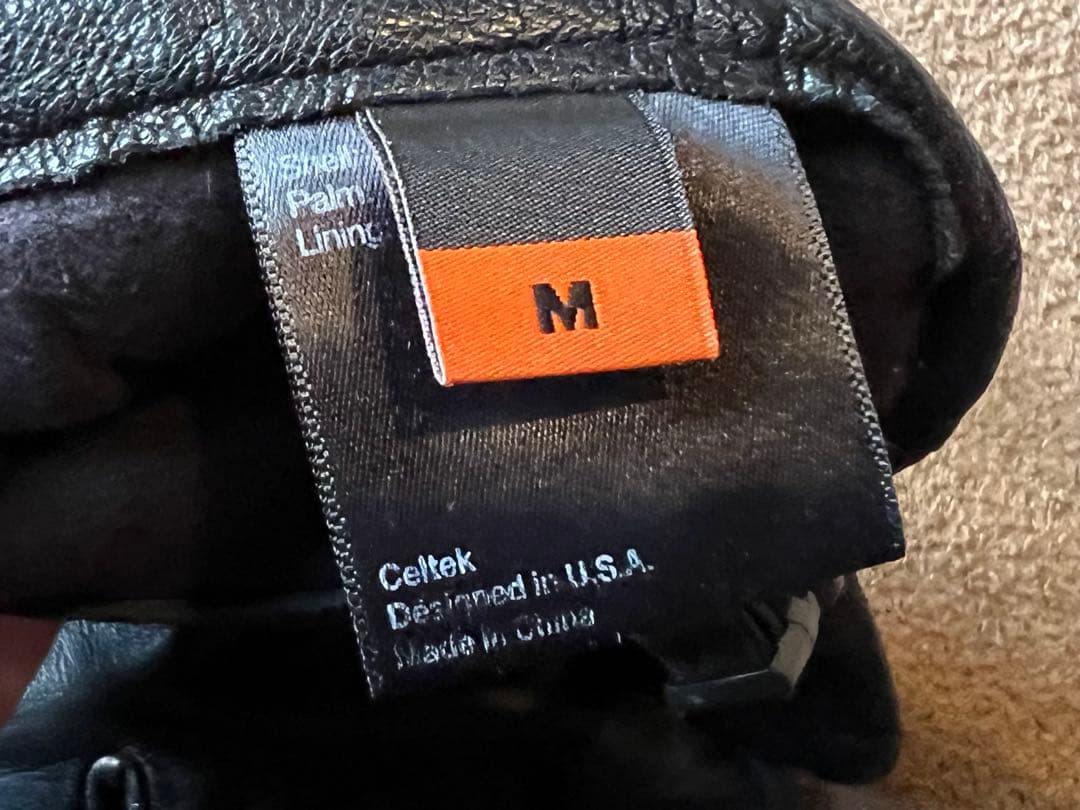 Shell
Palm
Lining
M
Celtek
Designed in U.S.A.
Made in China